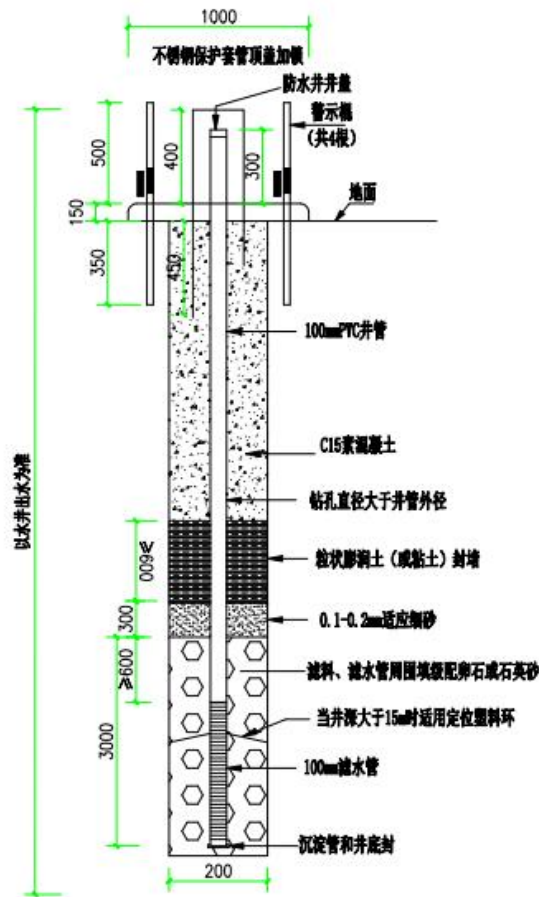 1000
不锈钢保护套管顶盖加锁
防水井井盖
警示棍
(共4根)
500
400
300
150
地面
350
450
100mmPVC井管
C15素混凝土
以水井出水为准
钻孔直径大于井管外径
≥600
粒状膨润土(或粘土)封堵
300
0.1-0.2mm适应细砂
≥600
滤料、滤水管周围填级配卵石或石英砂
当井深大于15m时适用定位塑料环
3000
100mm滤水管
沉淀管和井底封
200